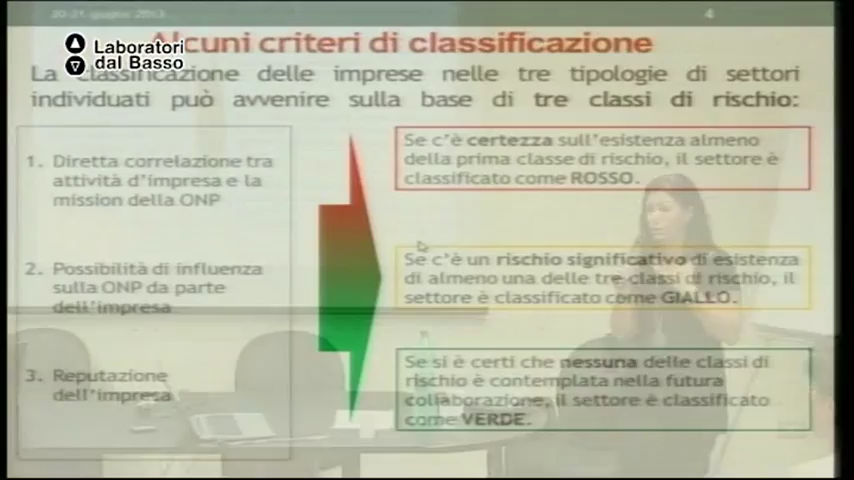 20-21 giugno 2013
4
Laboratori
dal Basso
Alcuni criteri di classificazione
La classificazione delle imprese nelle tre tipologie di settori
individuati può avvenire sulla base di tre classi di rischio:
1. Diretta correlazione tra
attività d'impresa e la
mission della ONP
2. Possibilità di influenza
sulla ONP da parte
dell'impresa
3. Reputazione
dell'impresa
Se c'è certezza sull'esistenza almeno
della prima classe di rischio, il settore è
classificato come ROSSO.
Se c'è un rischio significativo di esistenza
di almeno una delle tre classi di rischio, il
settore è classificato come GIALLO.
Se si è certi che nessuna delle classi di
rischio è contemplata nella futura
collaborazione, il settore è classificato
come VERDE.